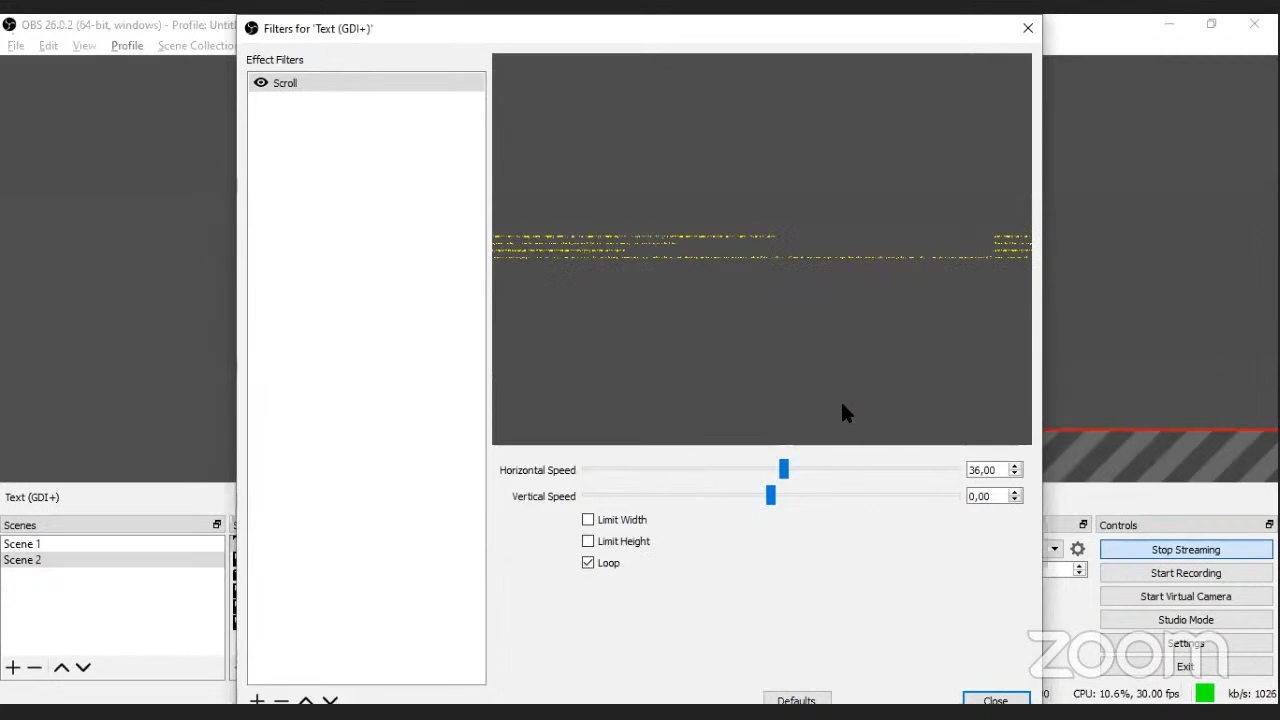 OBS 26.0.2 (64-bit, windows) - Profile: Untit
File Edit View Profile Scene Collection
Filters for 'Text (GDI+)'
Effect Filters
Scroll
Horizontal Speed 36,00
Vertical Speed 0,00
Limit Width
Limit Height
Loop
Defaults
Close
Text (GDI+)
Scenes
Scene 1
Scene 2
Controls
Stop Streaming
Start Recording
Start Virtual Camera
Studio Mode
Settings
Exit
zoom
CPU: 10.6%, 30.00 fps
kb/s: 1026